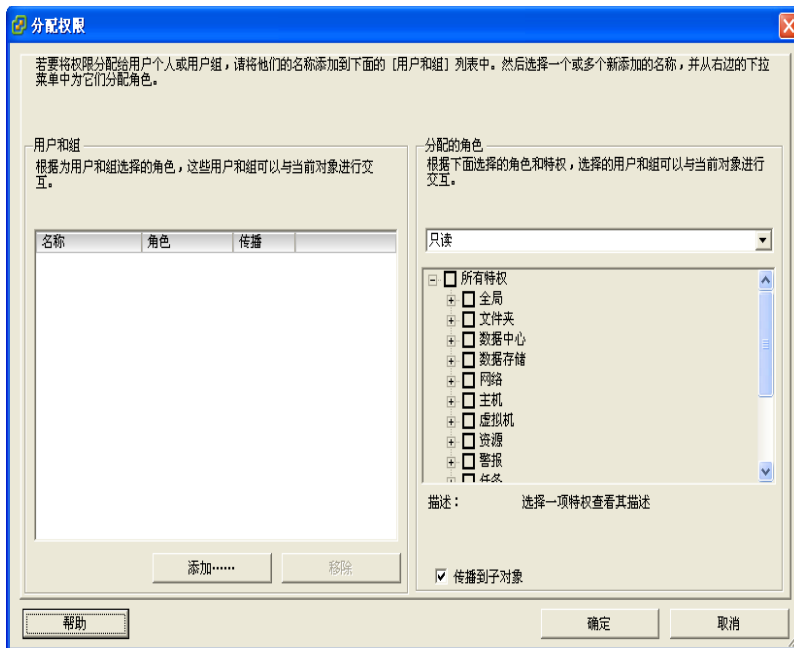 分配权限
若要将权限分配给用户个人或用户组，请将他们的名称添加到下面的 [用户和组] 列表中。然后选择一个或多个新添加的名称，并从右边的下拉
菜单中为它们分配角色。
用户和组
根据为用户和组选择的角色，这些用户和组可以与当前对象进行交
互。
名称 角色 传播
添加…… 移除
分配的角色
根据下面选择的角色和特权，选择的用户和组可以与当前对象进行
交互。
只读
所有特权
全局
文件夹
数据中心
数据存储
网络
主机
虚拟机
资源
警报
任务
描述： 选择一项特权查看其描述
传播到子对象
帮助 确定 取消